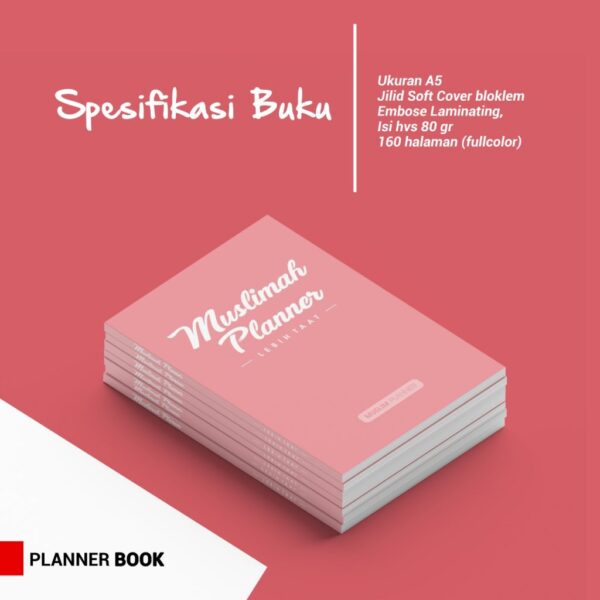 Spesifikasi Buku
Ukuran A5
Jilid Soft Cover bloklem
Embose Laminating,
Isi hvs 80 gr
160 halaman (fullcolor)
Muslimah
Planner
LEBIH TAAT
PLANNER BOOK